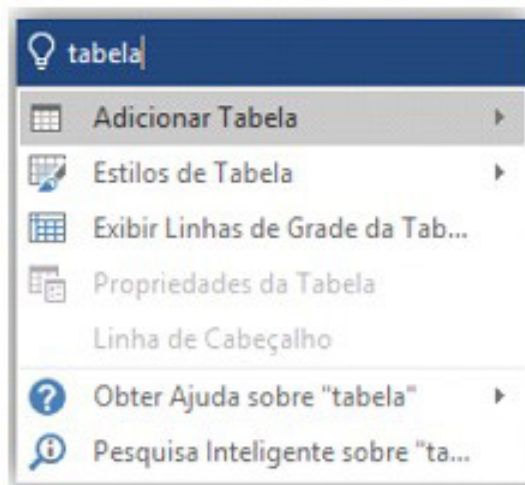 tabela
Adicionar Tabela
Estilos de Tabela
Exibir Linhas de Grade da Tab...
Propriedades da Tabela
Linha de Cabeçalho
Obter Ajuda sobre "tabela"
Pesquisa Inteligente sobre "ta...